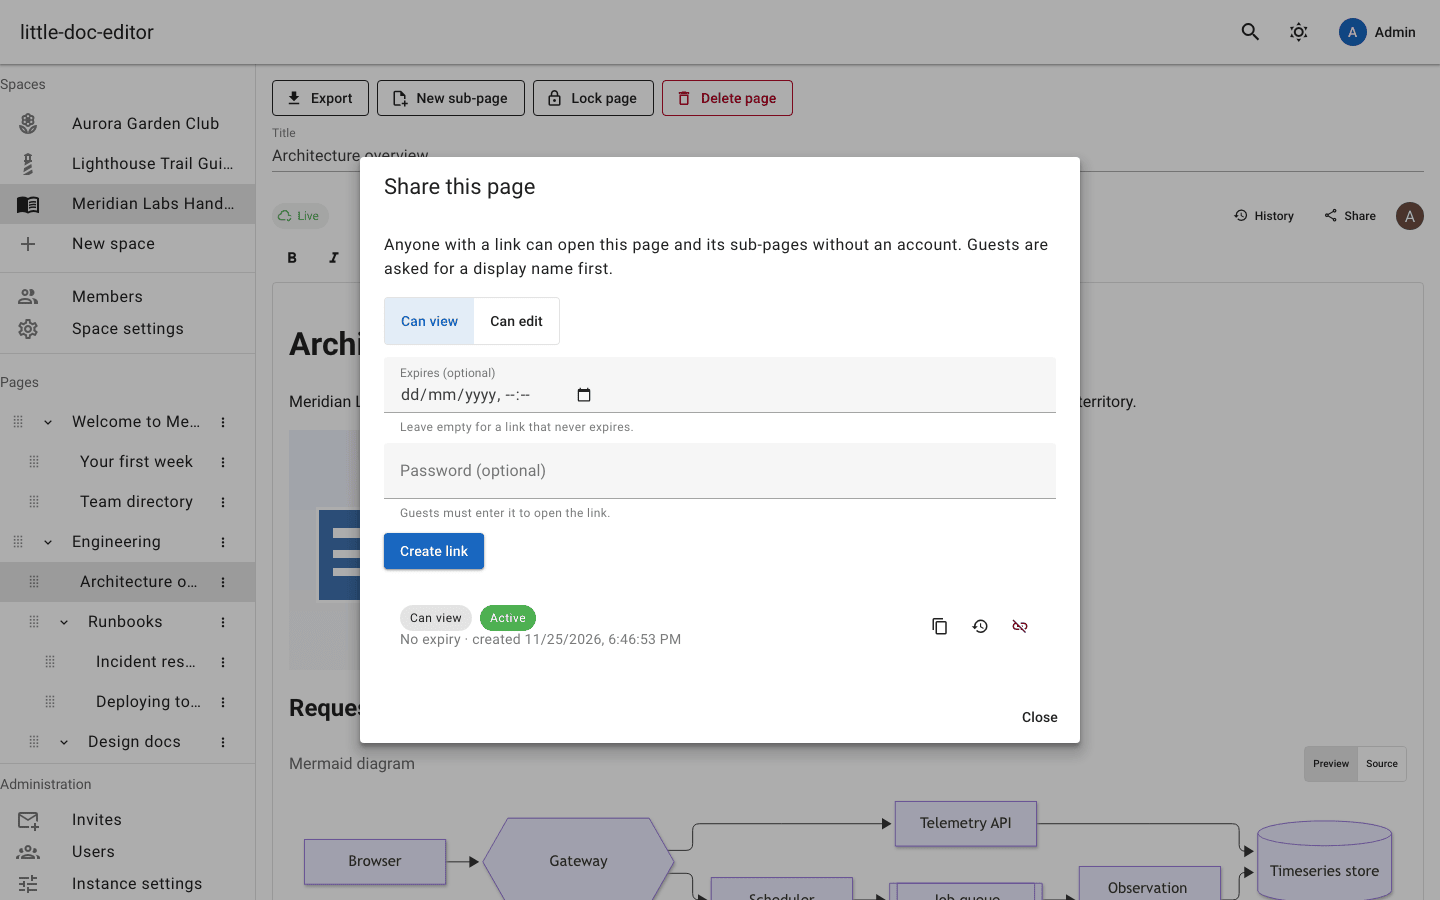 little-doc-editor
A
Admin
Spaces
Aurora Garden Club
Lighthouse Trail Gui...
Meridian Labs Hand...
New space
Members
Space settings
Pages
Welcome to Me...
Your first week
Team directory
Engineering
Architecture o...
Runbooks
Incident res...
Deploying to...
Design docs
Administration
Invites
Users
Instance settings
Export
New sub-page
Lock page
Delete page
Title
Architecture overview
Live
History
Share
A
B I
Archi
Meridian L
territory.
Reques
Mermaid diagram
Preview
Source
Browser
Gateway
Telemetry API
Scheduler
Job queue
Observation
Timeseries store
Share this page
Anyone with a link can open this page and its sub-pages without an account. Guests are
asked for a display name first.
Can view
Can edit
Expires (optional)
dd/mm/yyyy, --:--
Leave empty for a link that never expires.
Password (optional)
Guests must enter it to open the link.
Create link
Can view
Active
No expiry · created 11/25/2026, 6:46:53 PM
Close